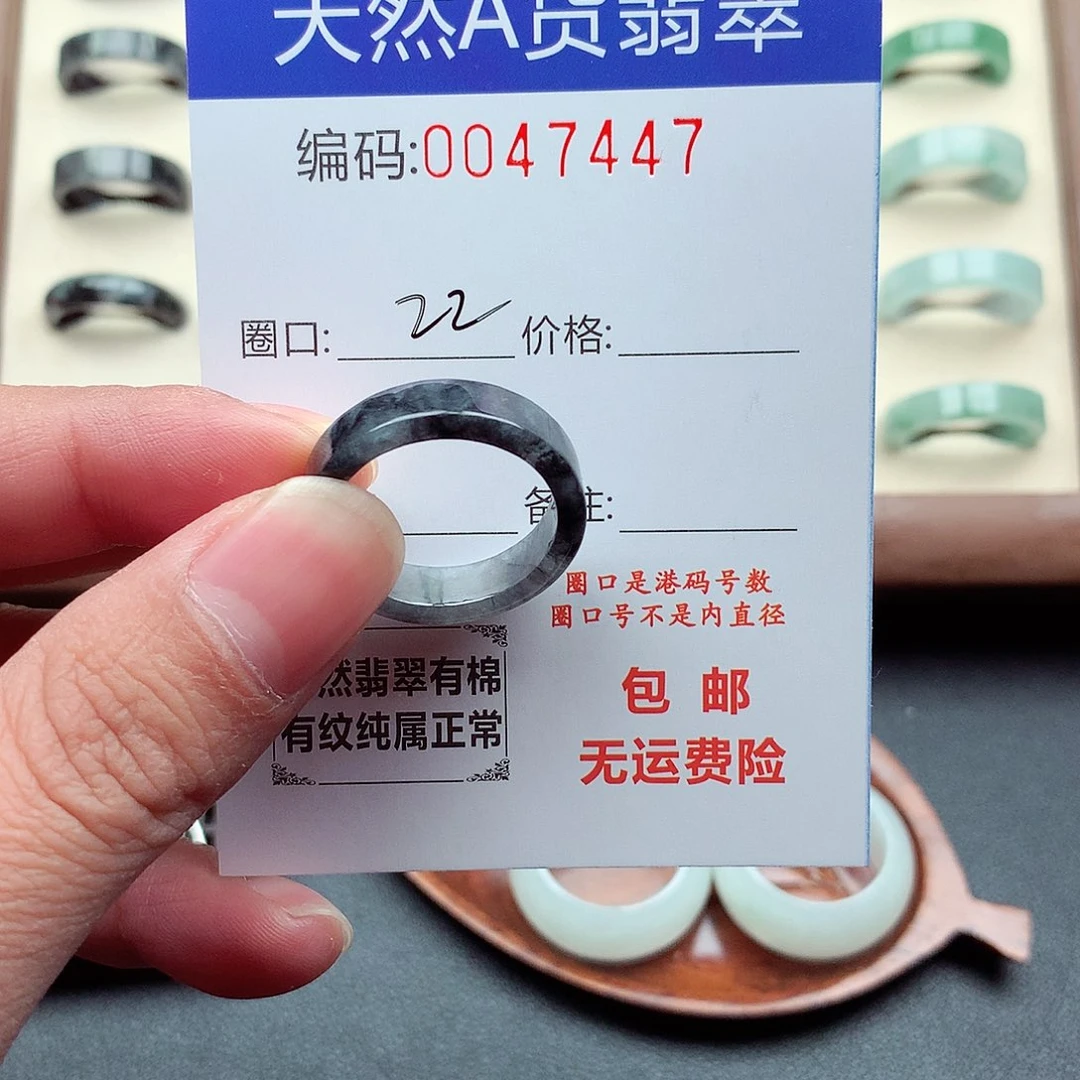 天然A货翡翠
编码:0047447
圈口: 22 价格:
备注:
圈口是港码号数
圈口号不是内直径
然翡翠有棉
有纹纯属正常
包 邮
无运费险